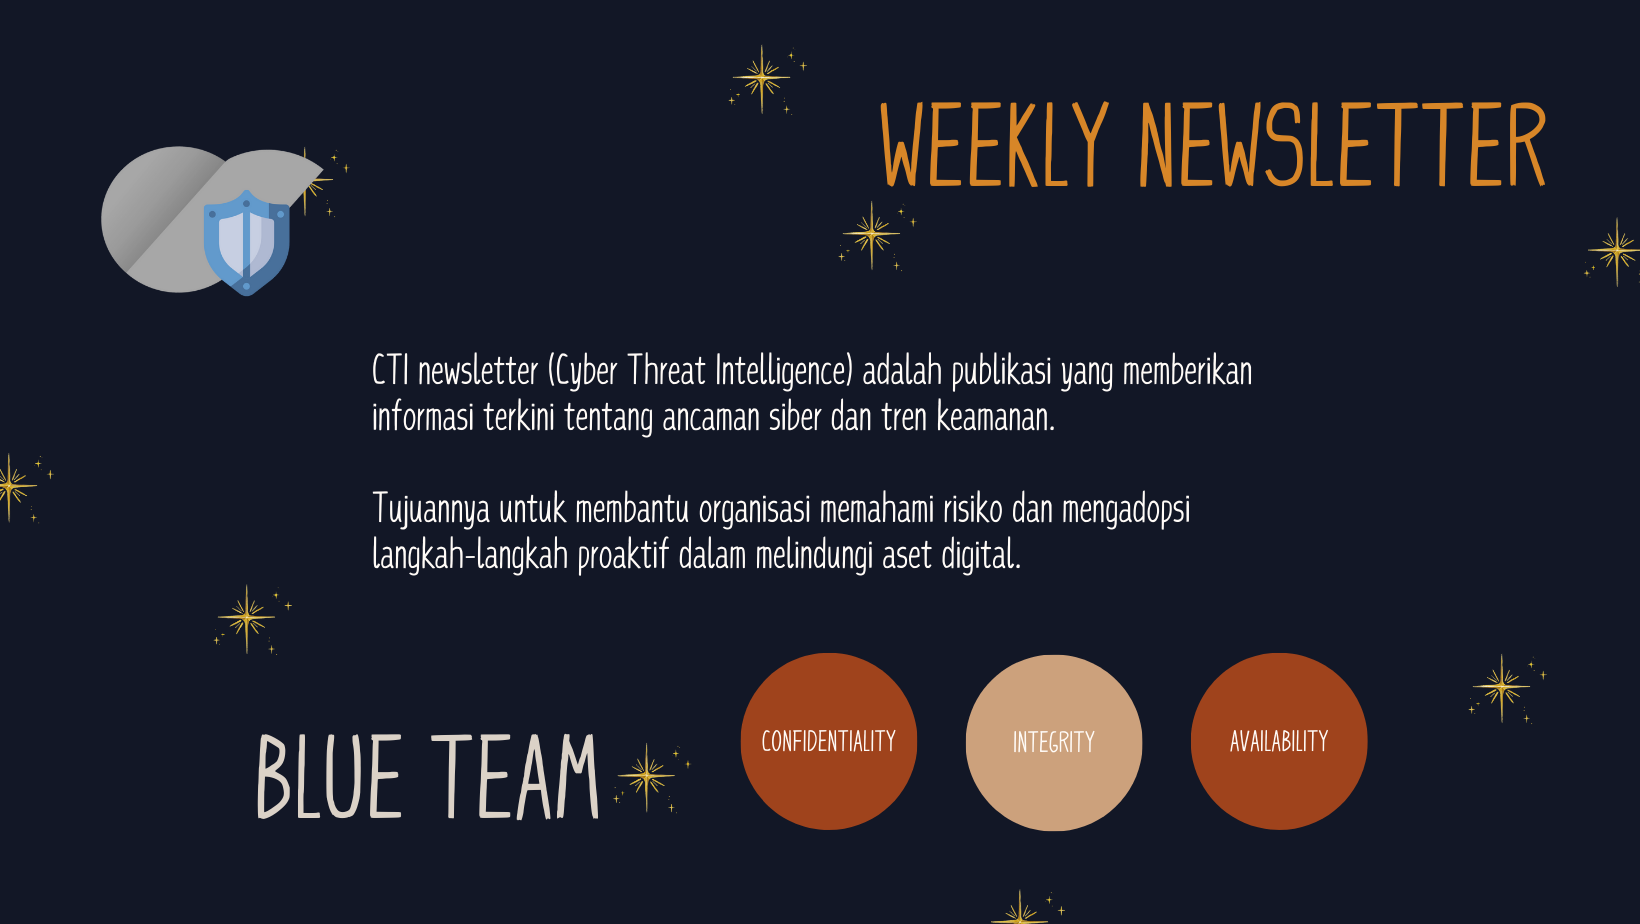 WEEKLY NEWSLETTER
CTI newsletter (Cyber Threat Intelligence) adalah publikasi yang memberikan
informasi terkini tentang ancaman siber dan tren keamanan.
Tujuannya untuk membantu organisasi memahami risiko dan mengadopsi
langkah-langkah proaktif dalam melindungi aset digital.
BLUE TEAM
CONFIDENTIALITY
INTEGRITY
AVAILABILITY